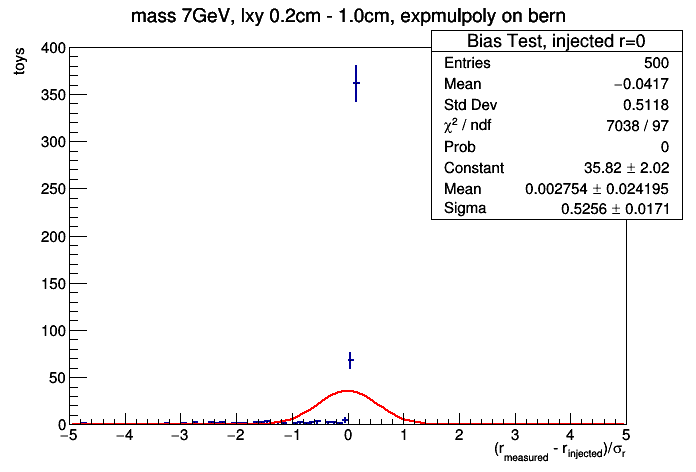 mass 7GeV, lxy 0.2cm - 1.0cm, expmulpoly on bern
toys
400
350
300
250
200
150
100
50
0
Bias Test, injected r=0
Entries 500
Mean −0.0417
Std Dev 0.5118
χ² / ndf 7038 / 97
Prob 0
Constant 35.82 ± 2.02
Mean 0.002754 ± 0.024195
Sigma 0.5256 ± 0.0171
−5 −4 −3 −2 −1 0 1 2 3 4 5
(r_measured - r_injected)/σ_r